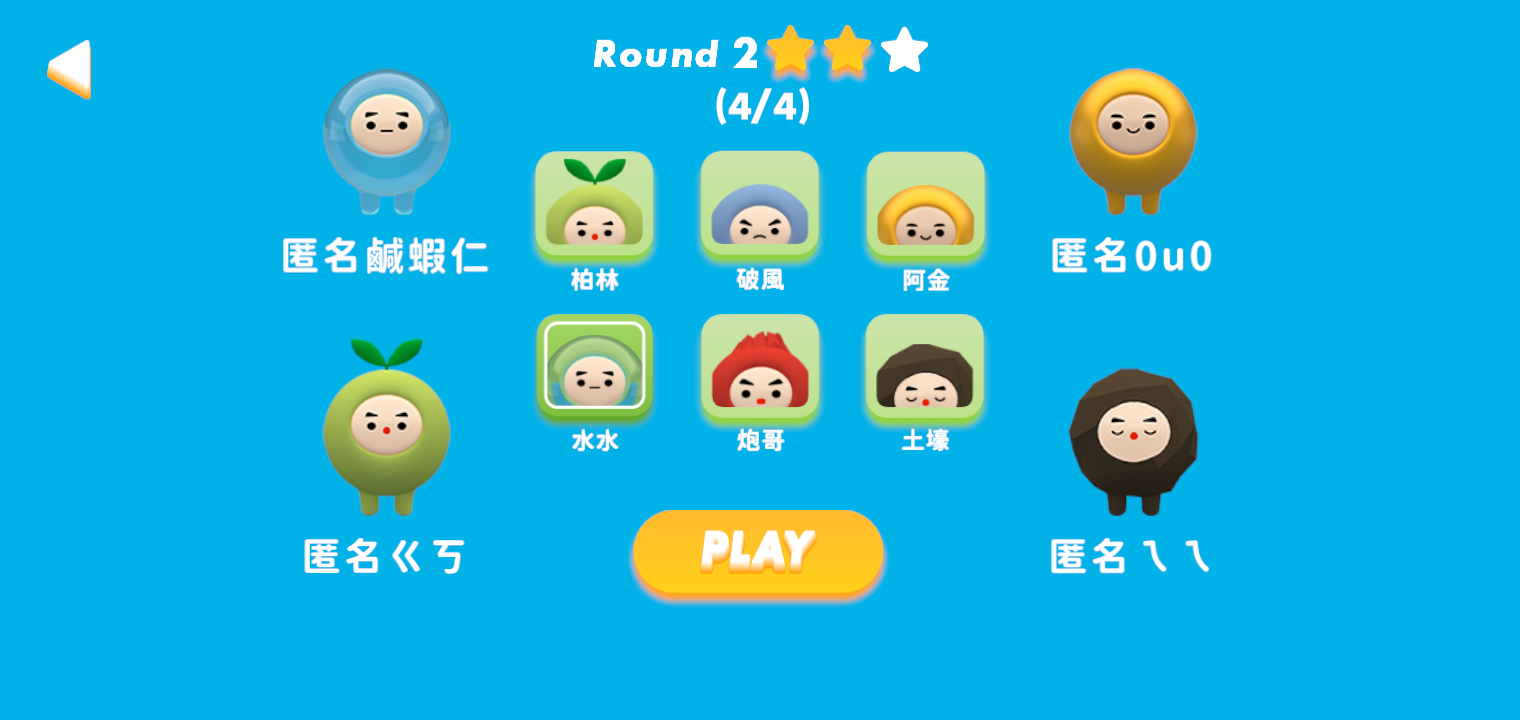 Round 2
(4/4)
匿名鹹蝦仁
匿名0u0
柏林
破風
阿金
水水
炮哥
土壕
匿名ㄍㄎ
匿名ㄟㄟ
PLAY